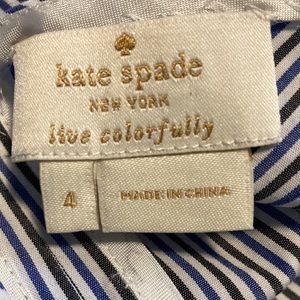 kate spade
NEW YORK
live colorfully
4
MADE IN CHINA